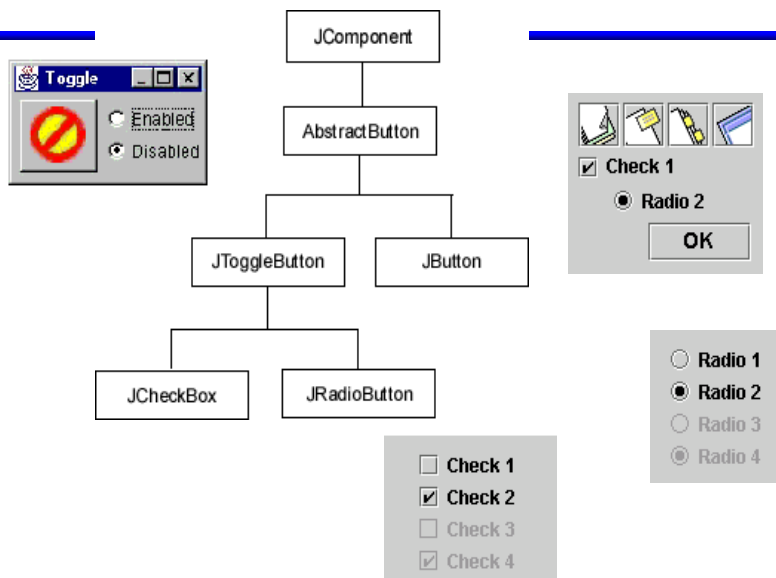 JComponent
Toggle
Enabled
Disabled
AbstractButton
Check 1
Radio 2
OK
JToggleButton
JButton
JCheckBox
JRadioButton
Radio 1
Radio 2
Radio 3
Radio 4
Check 1
Check 2
Check 3
Check 4